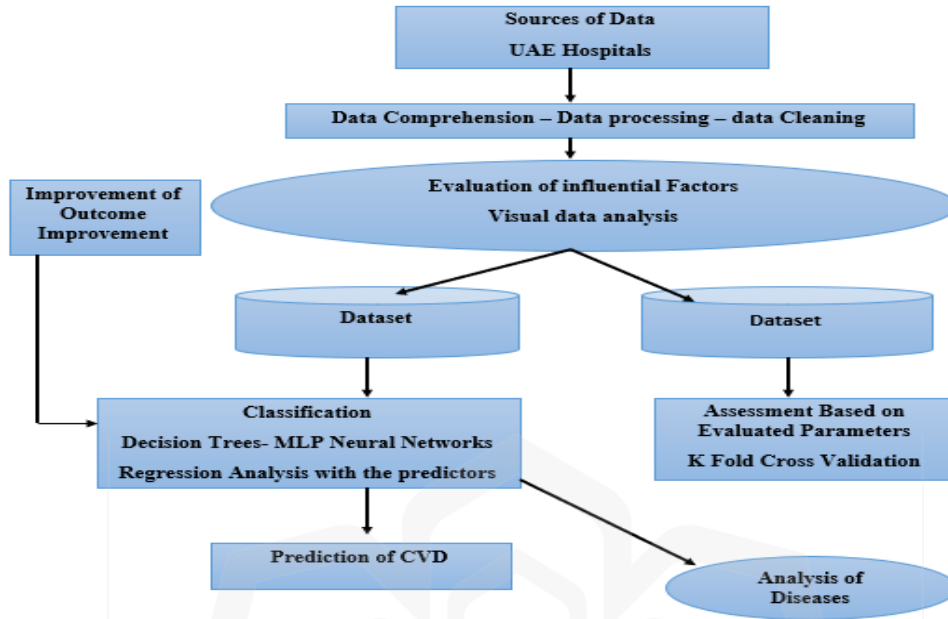 Sources of Data
UAE Hospitals
Data Comprehension – Data processing – data Cleaning
Evaluation of influential Factors
Visual data analysis
Improvement of
Outcome
Improvement
Dataset
Dataset
Classification
Decision Trees- MLP Neural Networks
Regression Analysis with the predictors
Assessment Based on
Evaluated Parameters
K Fold Cross Validation
Prediction of CVD
Analysis of
Diseases